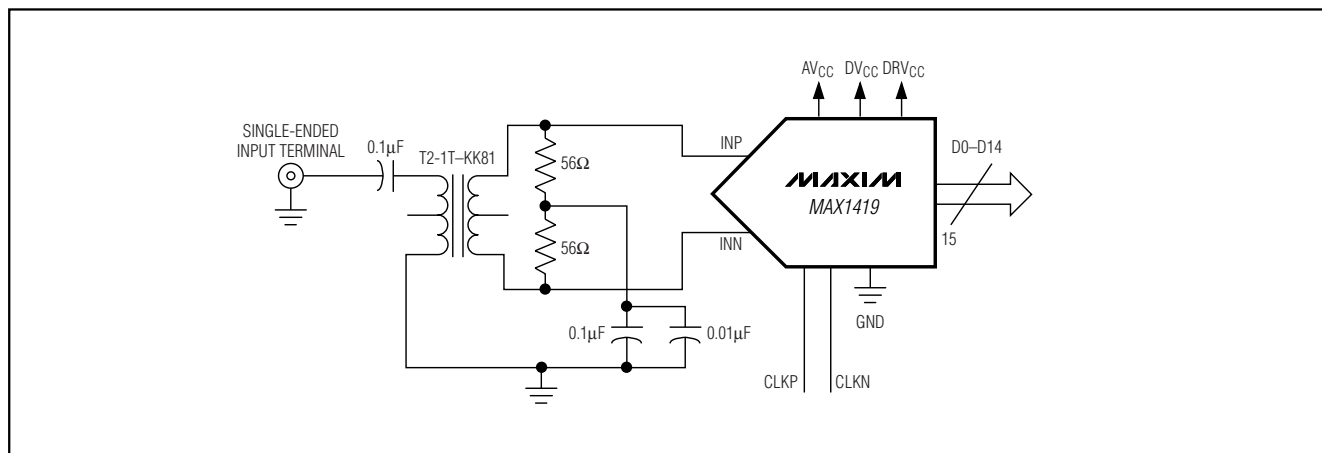 AVCC DVCC DRVCC
SINGLE-ENDED
INPUT TERMINAL
0.1µF
T2-1T–KK81
56Ω
56Ω
INP
INN
MAXIM
MAX1419
D0–D14
15
GND
0.1µF
0.01µF
CLKP
CLKN